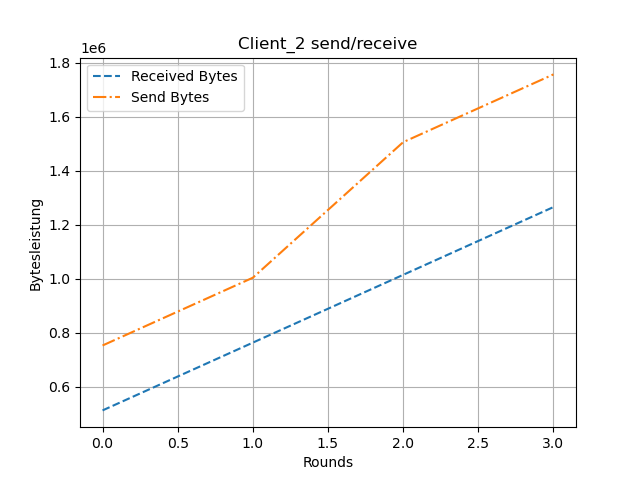 Client_2 send/receive
1e6
Received Bytes
Send Bytes
1.8
1.6
1.4
1.2
1.0
0.8
0.6
Bytesleistung
0.0 0.5 1.0 1.5 2.0 2.5 3.0
Rounds